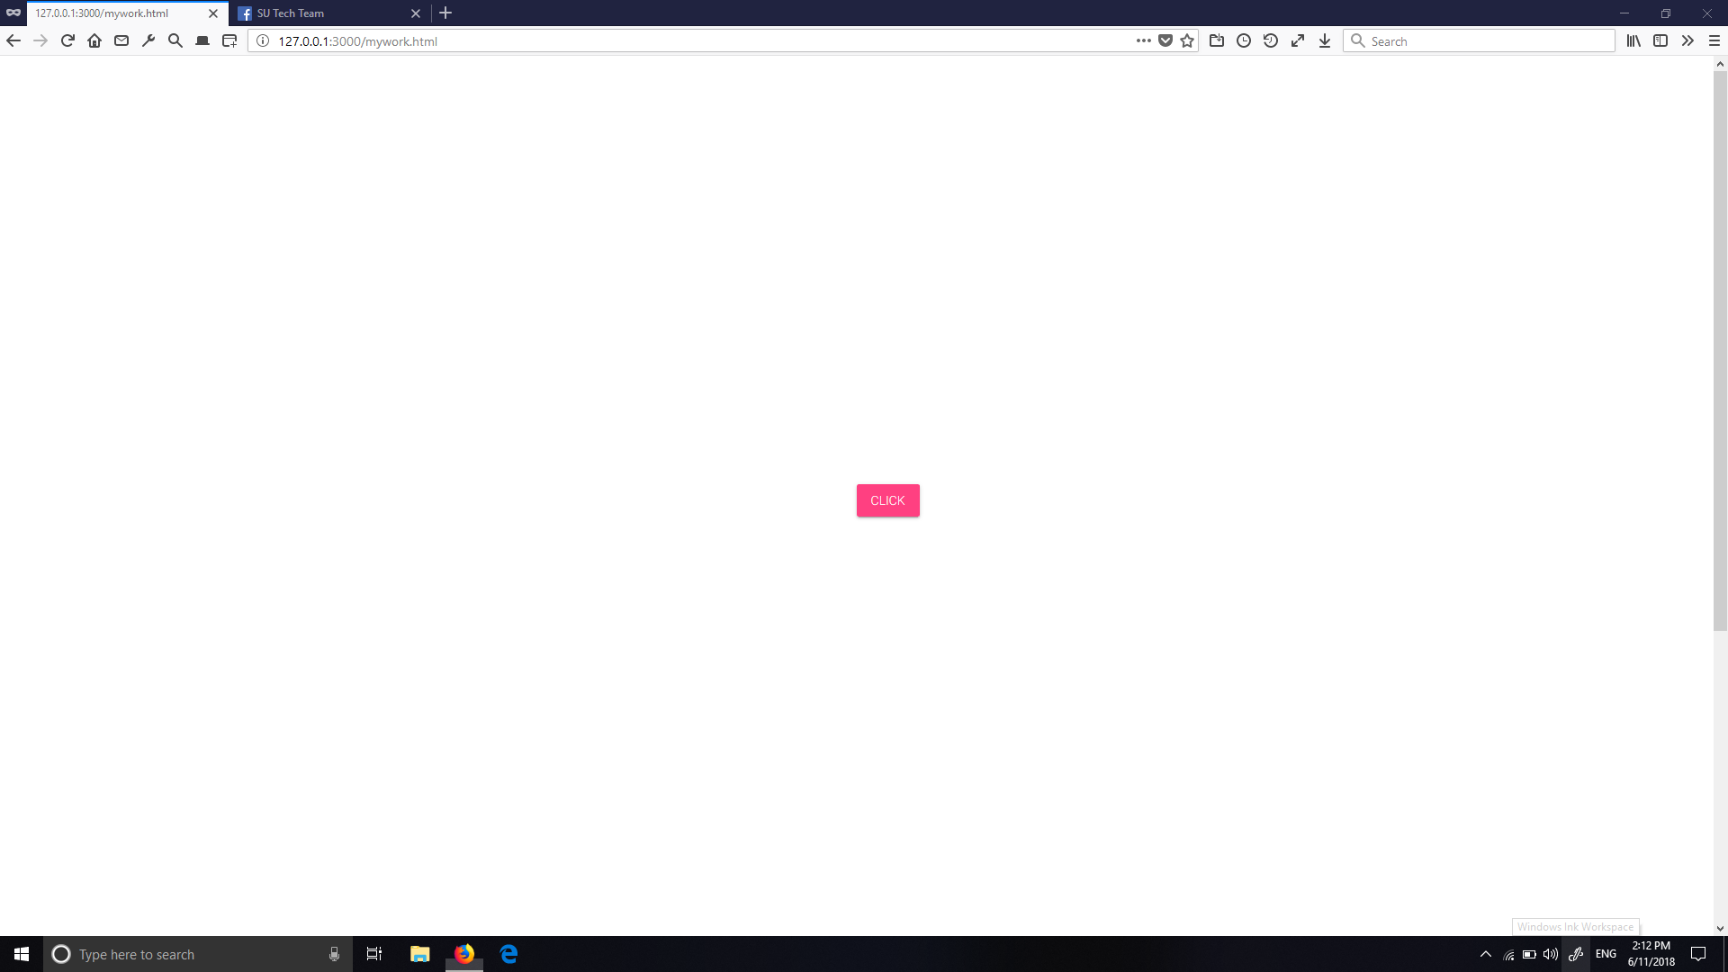 127.0.0.1:3000/mywork.html
SU Tech Team
127.0.0.1:3000/mywork.html
Search
CLICK
Windows Ink Workspace
Type here to search
ENG
2:12 PM
6/11/2018